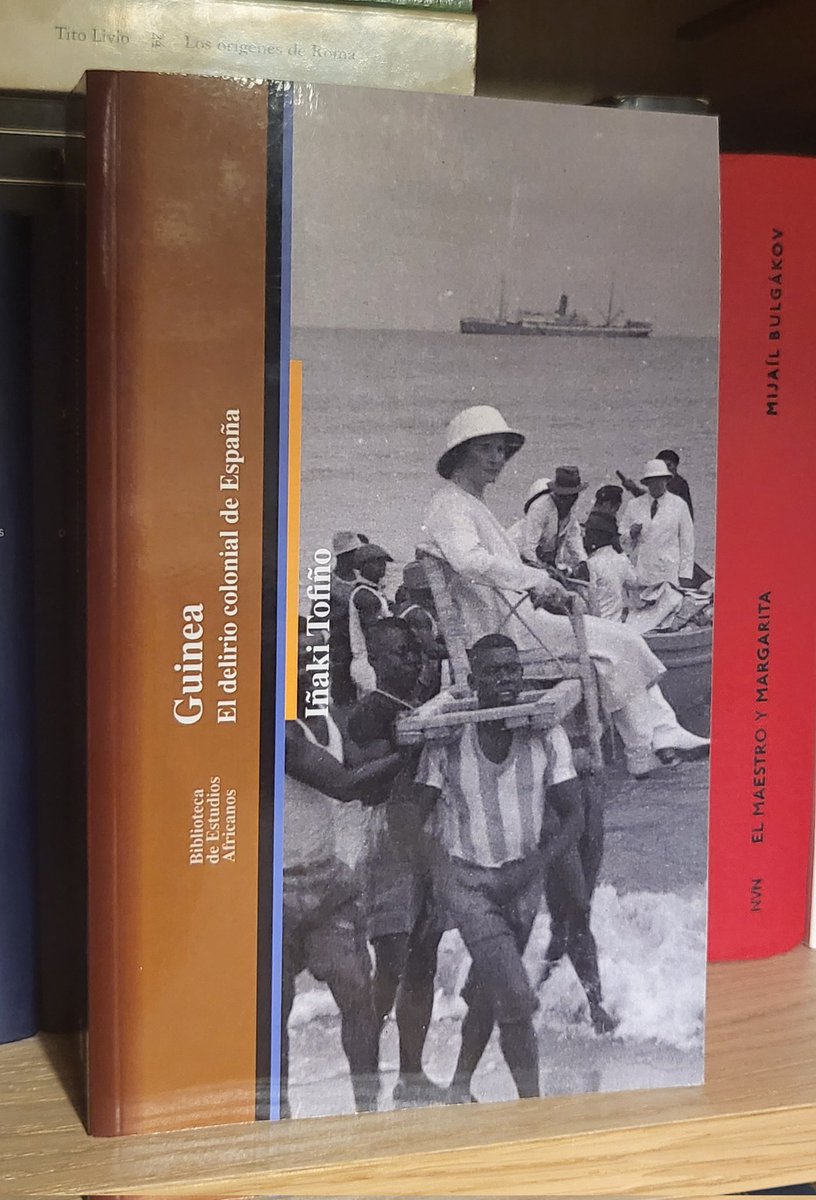 Tito Livio
Los orígenes de Roma
Guinea
El delirio colonial de España
Biblioteca
de Estudios
Africanos
Iñaki Tofiño
MIJAÍL BULGÁKOV
EL MAESTRO Y MARGARITA
NVN